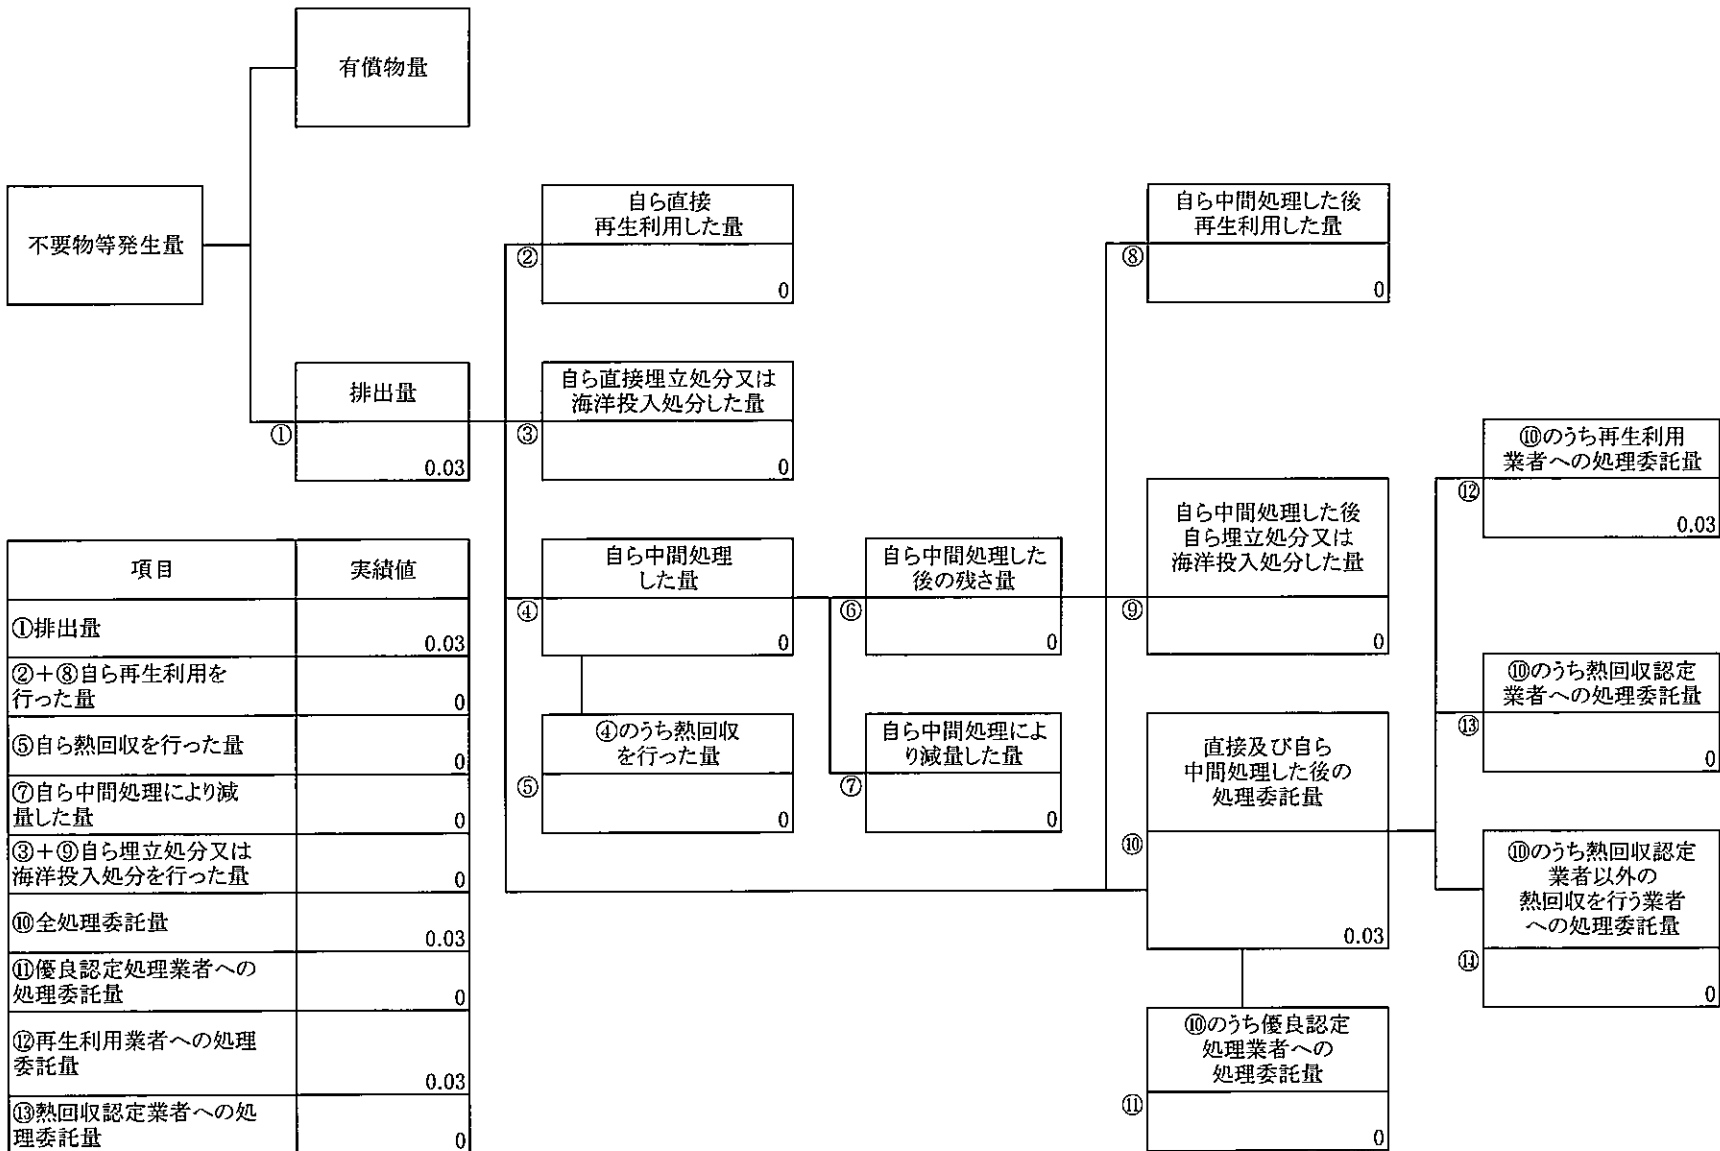 有償物量
不要物等発生量
排出量
①
0.03
自ら直接
再生利用した量
②
0
自ら直接埋立処分又は
海洋投入処分した量
③
0
自ら中間処理
した量
④
0
④のうち熱回収
を行った量
⑤
0
自ら中間処理した
後の残さ量
⑥
0
自ら中間処理によ
り減量した量
⑦
0
自ら中間処理した後
再生利用した量
⑧
0
自ら中間処理した後
自ら埋立処分又は
海洋投入処分した量
⑨
0
直接及び自ら
中間処理した後の
処理委託量
⑩
0.03
⑩のうち優良認定
処理業者への
処理委託量
⑪
0
⑩のうち再生利用
業者への処理委託量
⑫
0.03
⑩のうち熱回収認定
業者への処理委託量
⑬
0
⑩のうち熱回収認定
業者以外の
熱回収を行う業者
への処理委託量
⑭
0
項目 実績値
①排出量
0.03
②+⑧自ら再生利用を
行った量
0
⑤自ら熱回収を行った量
0
⑦自ら中間処理により減
量した量
0
③+⑨自ら埋立処分又は
海洋投入処分を行った量
0
⑩全処理委託量
0.03
⑪優良認定処理業者への
処理委託量
0
⑫再生利用業者への処理
委託量
0.03
⑬熱回収認定業者への処
理委託量
0